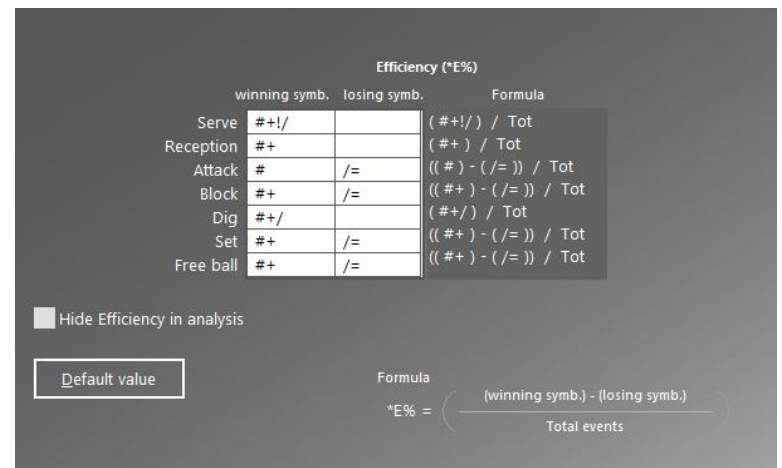 Efficiency (*E%)
winning symb. losing symb. Formula
Serve #+!/ ( #+!/ ) / Tot
Reception #+ ( #+ ) / Tot
Attack # /= (( # ) - ( /= )) / Tot
Block #+ /= (( #+ ) - ( /= )) / Tot
Dig #+/ ( #+/ ) / Tot
Set #+ /= (( #+ ) - ( /= )) / Tot
Free ball #+ /= (( #+ ) - ( /= )) / Tot
Hide Efficiency in analysis
Default value
Formula
*E% = (winning symb.) - (losing symb.)
Total events